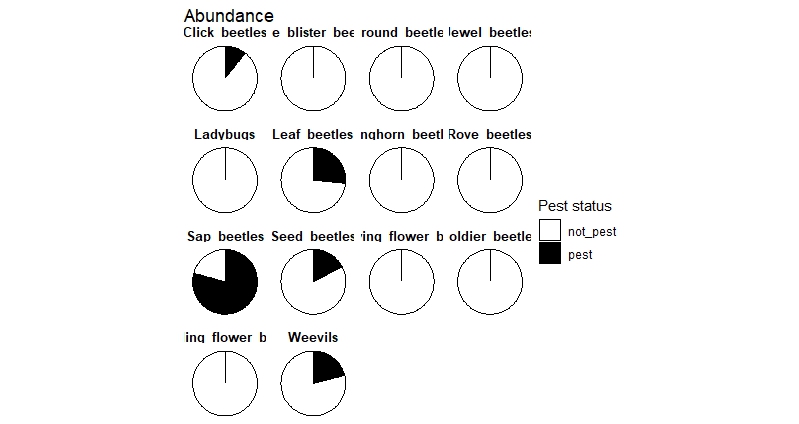 Abundance
Click beetles e blister bee round beetle lewel beetles
Ladybugs Leaf beetles nghorn beetl Rove beetles
Pest status
not_pest
pest
Sap beetles Seed beetles ring flower b oldier beetle
ing flower b Weevils